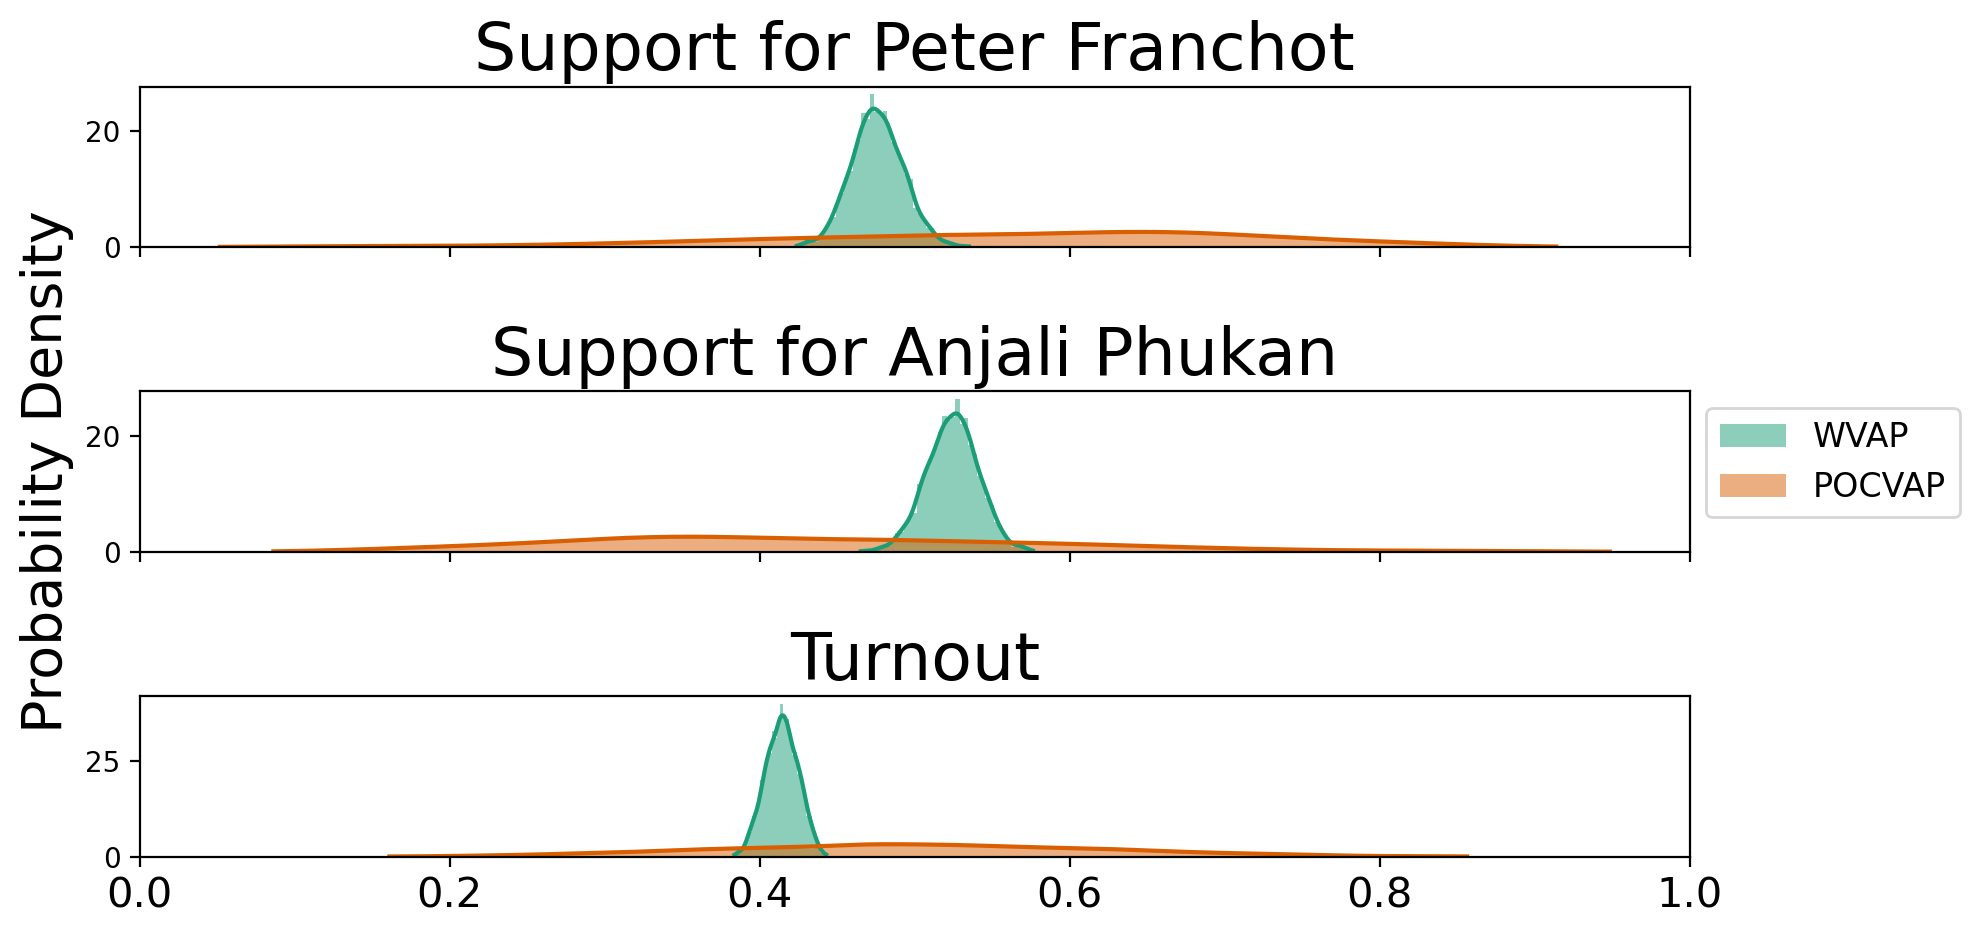 Support for Peter Franchot
20
0
Support for Anjali Phukan
20
0
WVAP
POCVAP
Turnout
25
0
0.0 0.2 0.4 0.6 0.8 1.0
Probability Density